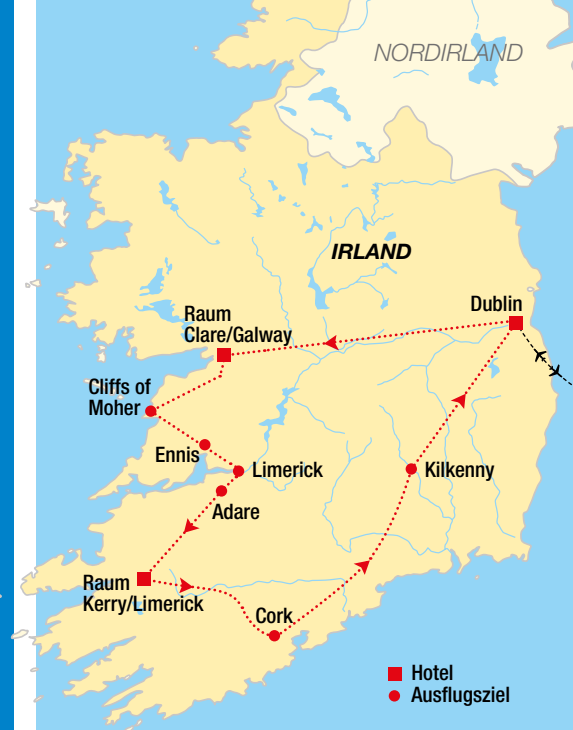 NORDIRLAND
IRLAND
Dublin
Raum
Clare/Galway
Cliffs of
Moher
Ennis
Limerick
Adare
Kilkenny
Raum
Kerry/Limerick
Cork
Hotel
Ausflugsziel